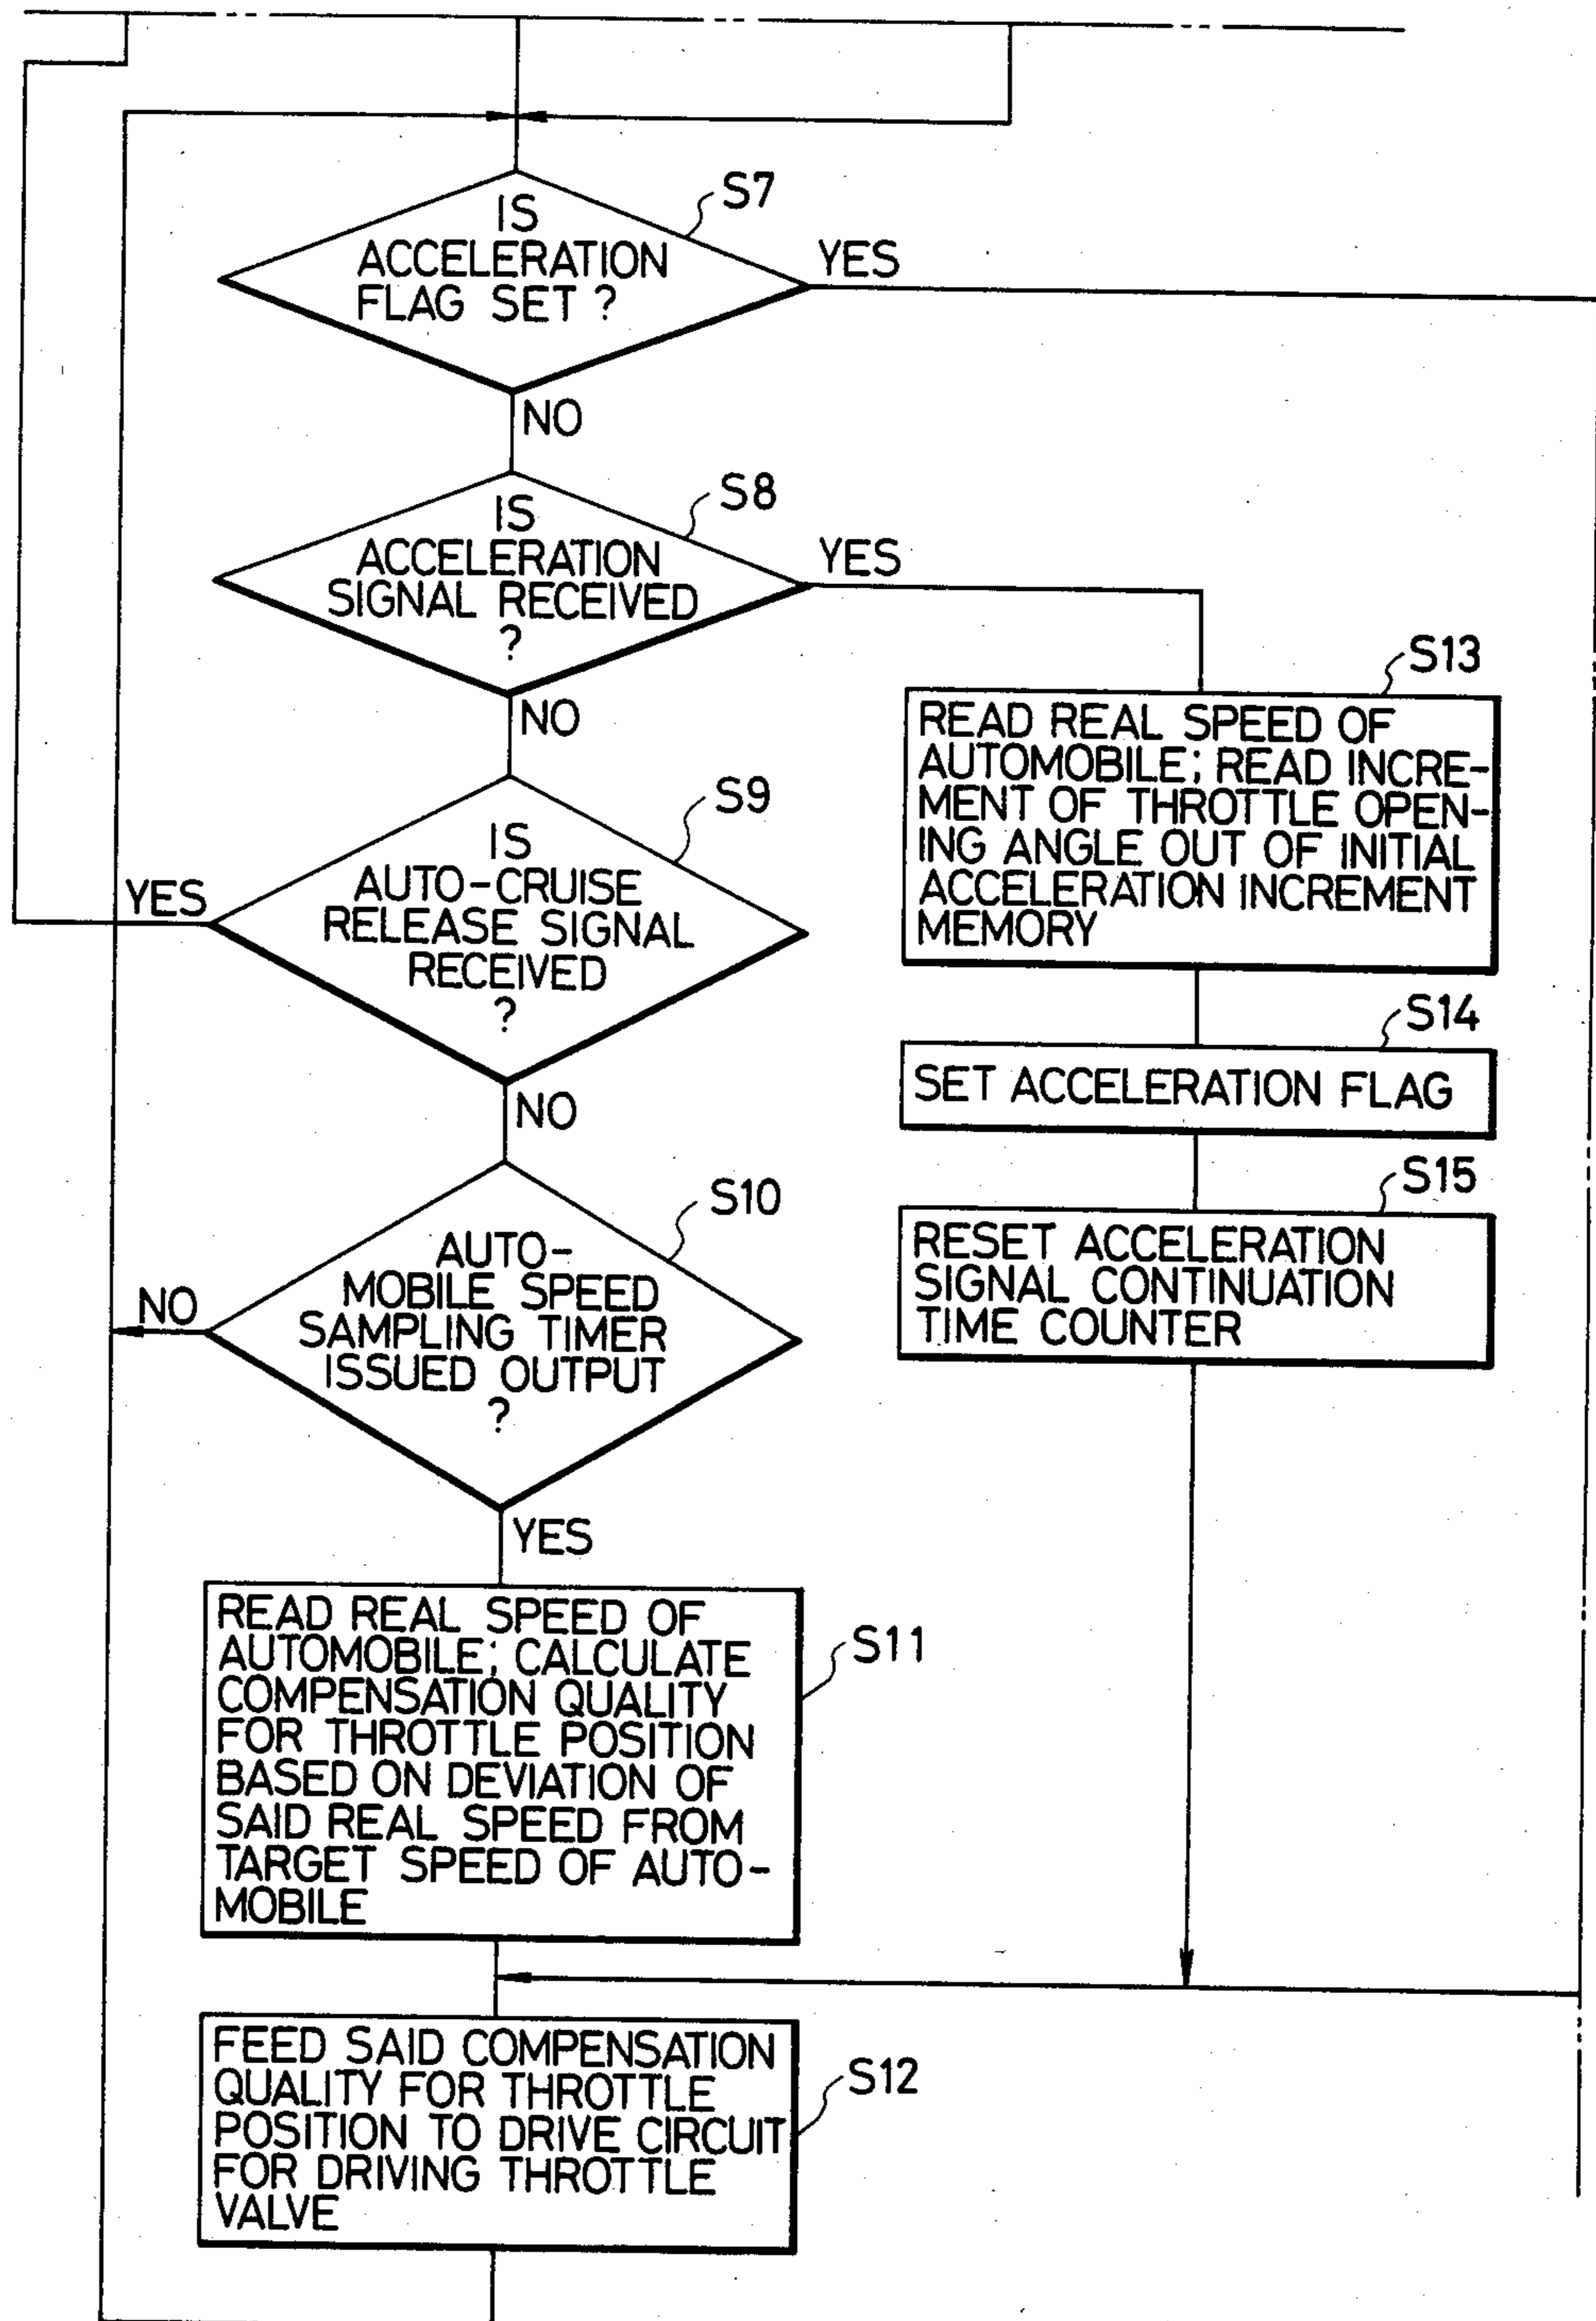 S7
IS
ACCELERATION
FLAG SET ?
YES
NO
S8
IS
ACCELERATION
SIGNAL RECEIVED
?
YES
NO
S13
READ REAL SPEED OF
AUTOMOBILE; READ INCRE-
MENT OF THROTTLE OPEN-
ING ANGLE OUT OF INITIAL
ACCELERATION INCREMENT
MEMORY
S9
IS
AUTO-CRUISE
RELEASE SIGNAL
RECEIVED
?
YES
NO
S14
SET ACCELERATION FLAG
S15
RESET ACCELERATION
SIGNAL CONTINUATION
TIME COUNTER
S10
AUTO-
MOBILE SPEED
SAMPLING TIMER
ISSUED OUTPUT
?
NO
YES
S11
READ REAL SPEED OF
AUTOMOBILE; CALCULATE
COMPENSATION QUALITY
FOR THROTTLE POSITION
BASED ON DEVIATION OF
SAID REAL SPEED FROM
TARGET SPEED OF AUTO-
MOBILE
S12
FEED SAID COMPENSATION
QUALITY FOR THROTTLE
POSITION TO DRIVE CIRCUIT
FOR DRIVING THROTTLE
VALVE